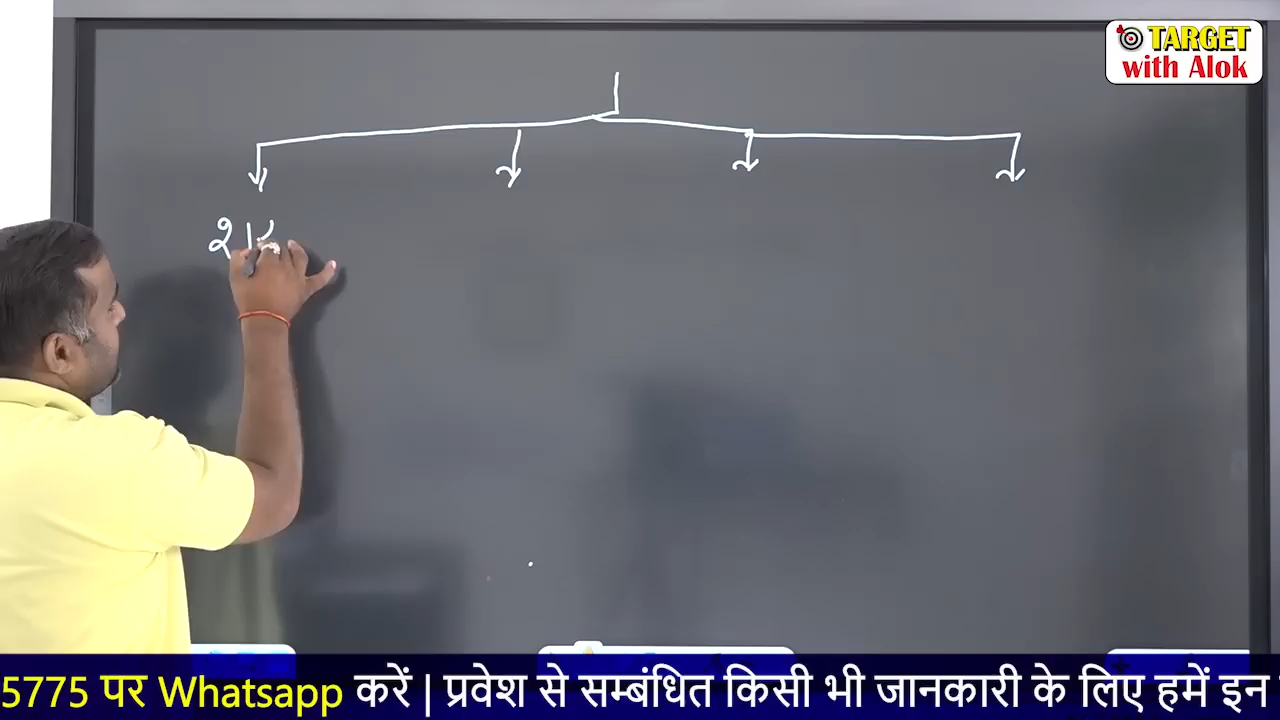 TARGET
with Alok
5775 पर Whatsapp करें | प्रवेश से सम्बंधित किसी भी जानकारी के लिए हमें इन